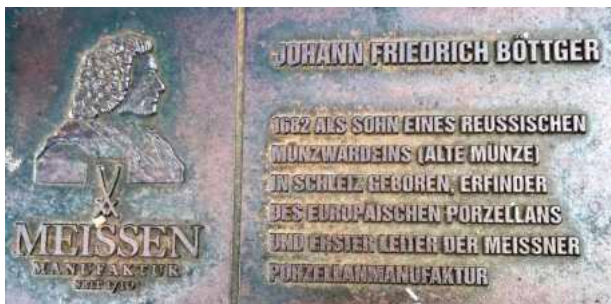 MEISSEN
MANUFAKTUR
SEIT 1710
JOHANN FRIEDRICH BÖTTGER
1682 ALS SOHN EINES REUSSISCHEN
MÜNZWARDEINS (ALTE MÜNZE)
IN SCHLEIZ GEBOREN, ERFINDER
DES EUROPÄISCHEN PORZELLANS
UND ERSTER LEITER DER MEISSNER
PORZELLANMANUFAKTUR